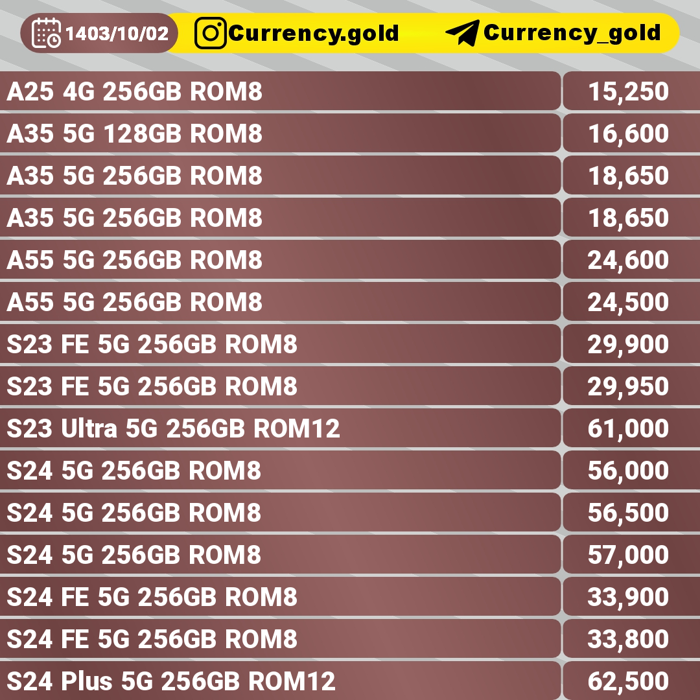 1403/10/02 Currency.gold Currency_gold
A25 4G 256GB ROM8 15,250
A35 5G 128GB ROM8 16,600
A35 5G 256GB ROM8 18,650
A35 5G 256GB ROM8 18,650
A55 5G 256GB ROM8 24,600
A55 5G 256GB ROM8 24,500
S23 FE 5G 256GB ROM8 29,900
S23 FE 5G 256GB ROM8 29,950
S23 Ultra 5G 256GB ROM12 61,000
S24 5G 256GB ROM8 56,000
S24 5G 256GB ROM8 56,500
S24 5G 256GB ROM8 57,000
S24 FE 5G 256GB ROM8 33,900
S24 FE 5G 256GB ROM8 33,800
S24 Plus 5G 256GB ROM12 62,500